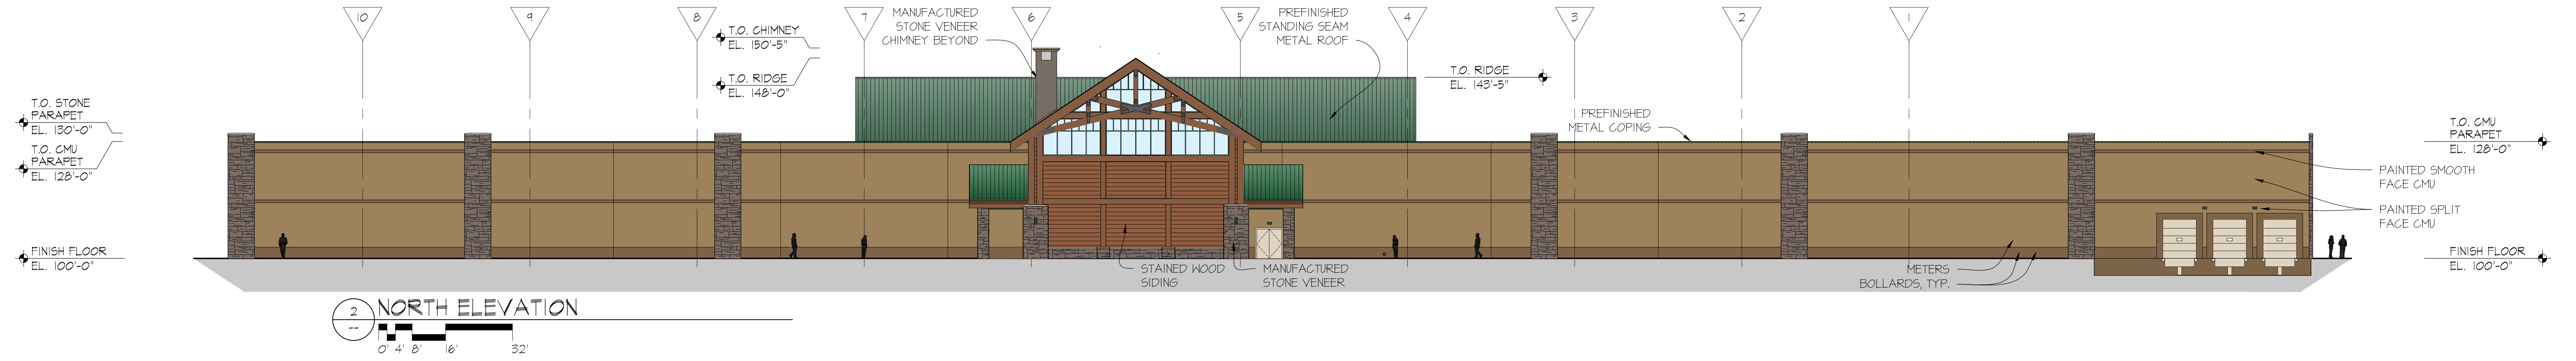 10
9
8
7
6
5
4
3
2
1
T.O. CHIMNEY
EL. 150'-5"
T.O. RIDGE
EL. 148'-0"
MANUFACTURED
STONE VENEER
CHIMNEY BEYOND
PREFINISHED
STANDING SEAM
METAL ROOF
T.O. RIDGE
EL. 143'-5"
T.O. STONE
PARAPET
EL. 130'-0"
T.O. CMU
PARAPET
EL. 128'-0"
PREFINISHED
METAL COPING
T.O. CMU
PARAPET
EL. 128'-0"
PAINTED SMOOTH
FACE CMU
PAINTED SPLIT
FACE CMU
FINISH FLOOR
EL. 100'-0"
FINISH FLOOR
EL. 100'-0"
STAINED WOOD
SIDING
MANUFACTURED
STONE VENEER
METERS
BOLLARDS, TYP.
2
--
NORTH ELEVATION
0' 4' 8' 16' 32'